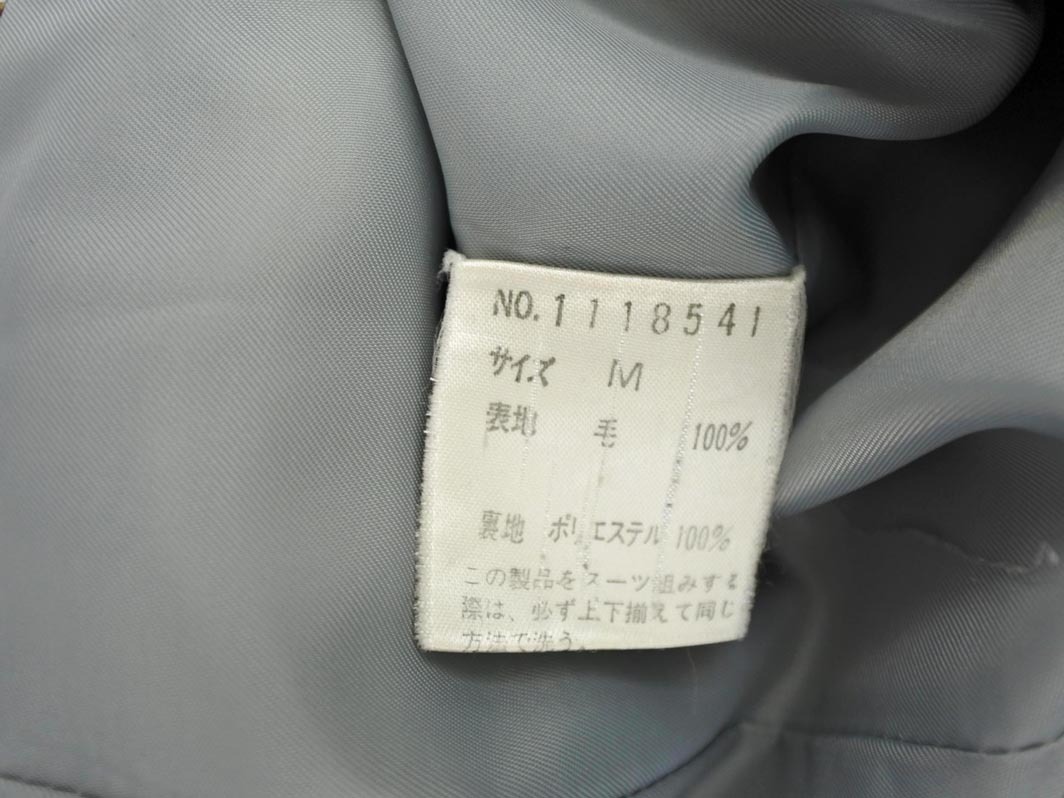 NO.1118541
サイズ M
表地 毛 100%
裏地 ポリエステル 100%
この製品をスーツ組みする
際は、必ず上下揃えて同じ
方法で洗う。